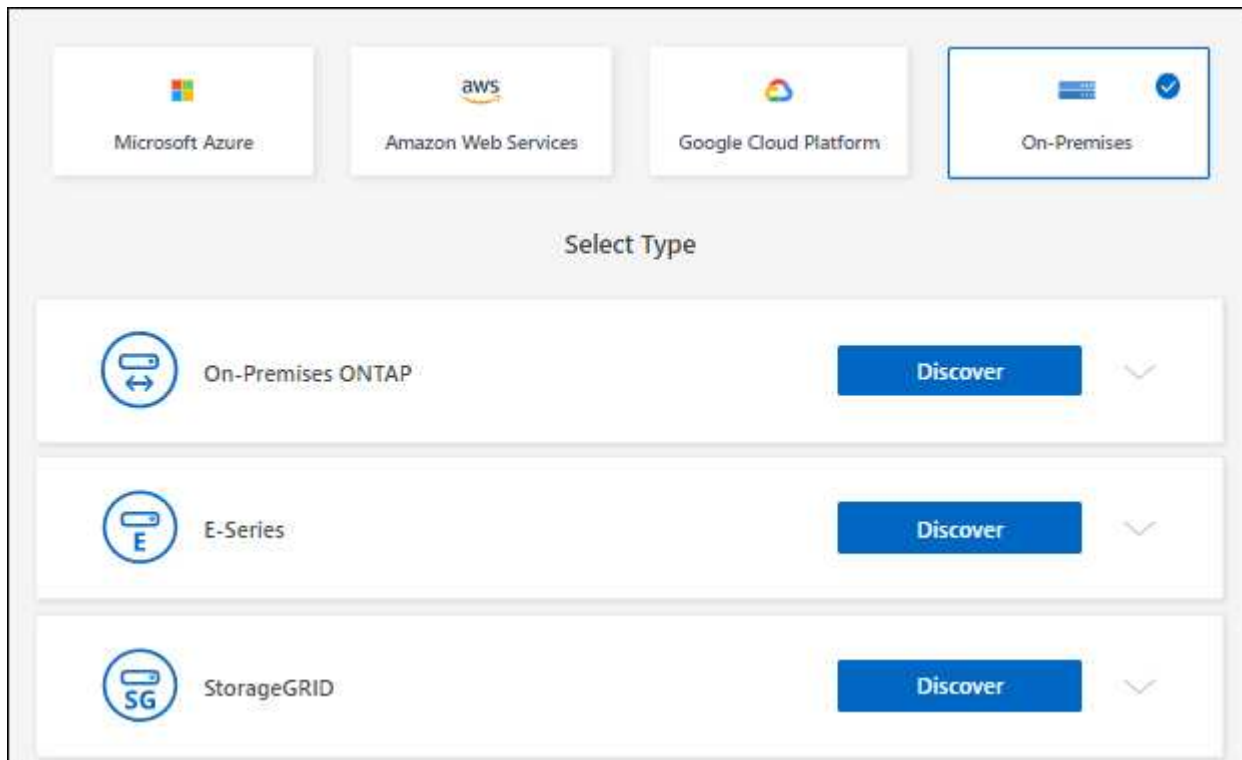 aws
Microsoft Azure
Amazon Web Services
Google Cloud Platform
On-Premises
Select Type
On-Premises ONTAP
Discover
E
E-Series
Discover
SG
StorageGRID
Discover